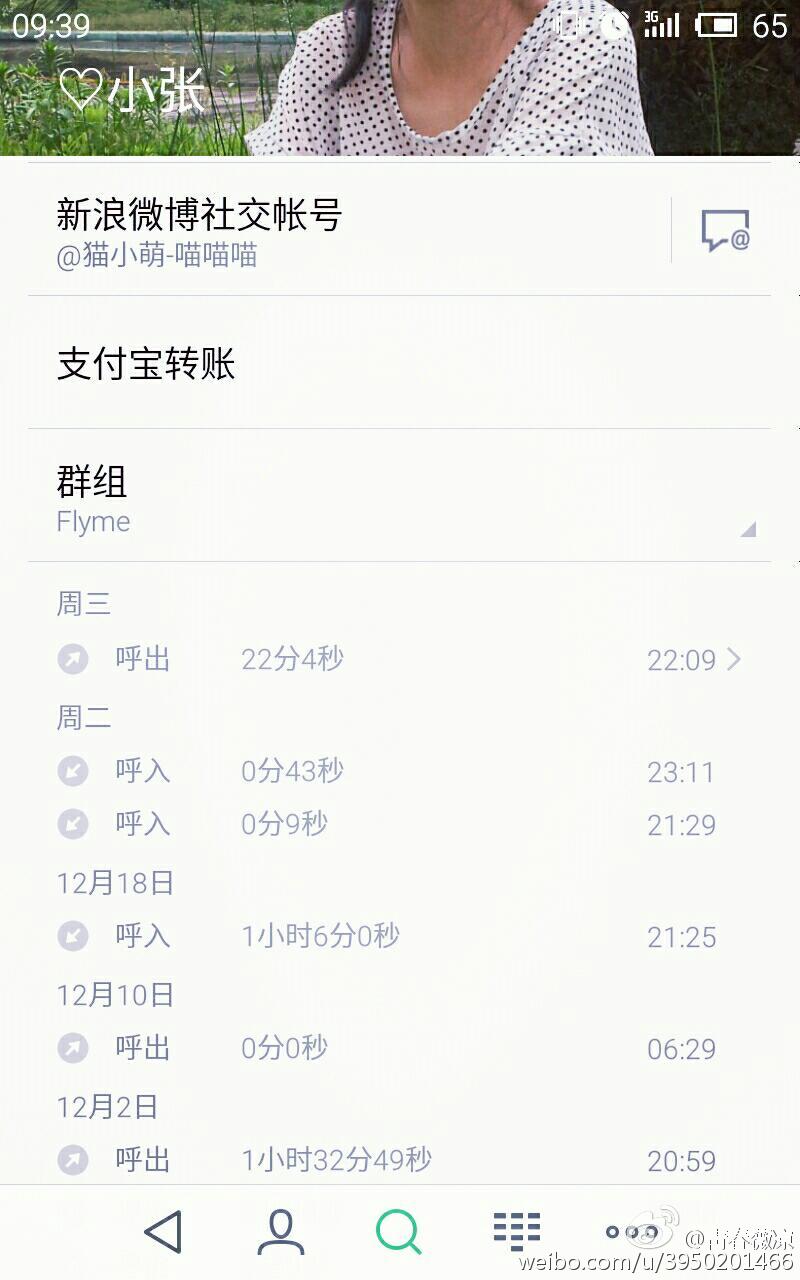 09:39
3G
65
♡小张
新浪微博社交帐号
@猫小萌-喵喵喵
@
支付宝转账
群组
Flyme
周三
呼出 22分4秒 22:09
周二
呼入 0分43秒 23:11
呼入 0分9秒 21:29
12月18日
呼入 1小时6分0秒 21:25
12月10日
呼出 0分0秒 06:29
12月2日
呼出 1小时32分49秒 20:59
@青春微凉
weibo.com/u/3950201466